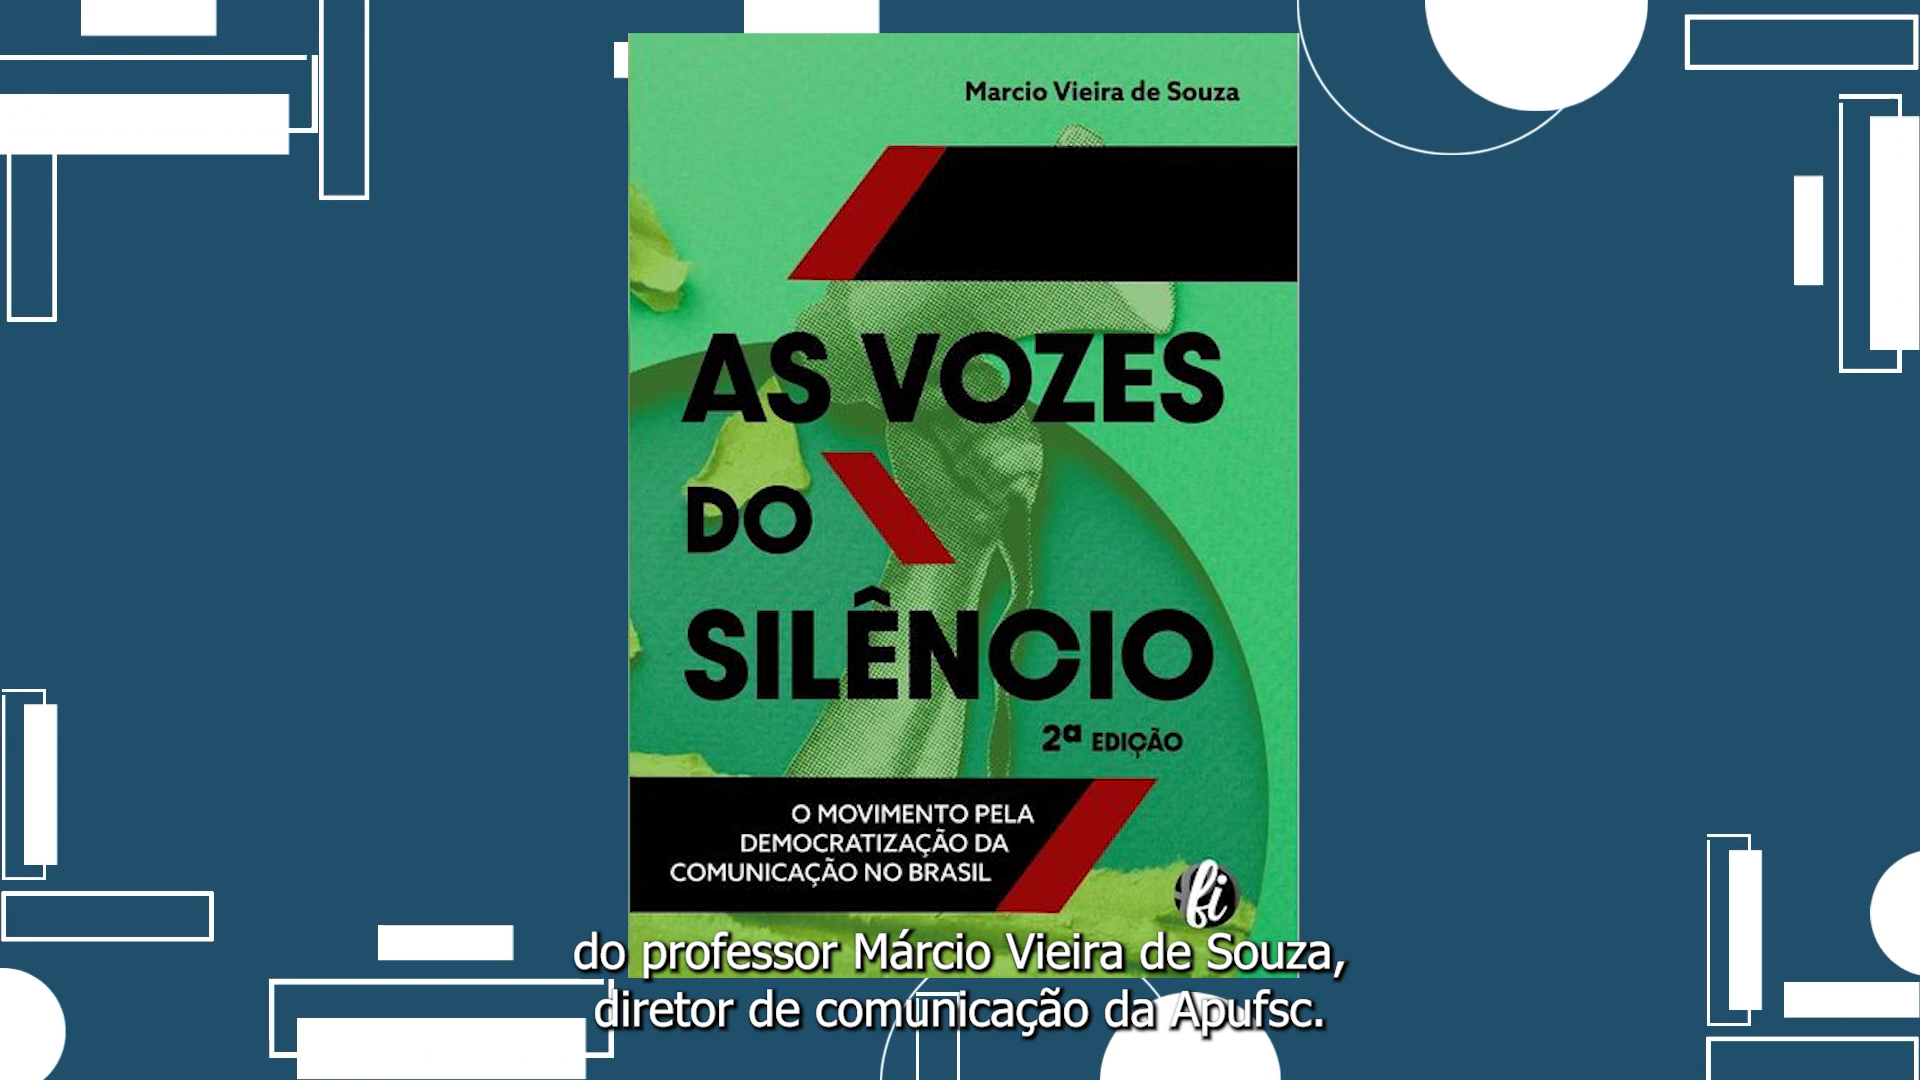 Marcio Vieira de Souza
AS VOZES
DO
SILÊNCIO
2ª EDIÇÃO
O MOVIMENTO PELA
DEMOCRATIZAÇÃO DA
COMUNICAÇÃO NO BRASIL
fi
do professor Márcio Vieira de Souza,
diretor de comunicação da Apufsc.